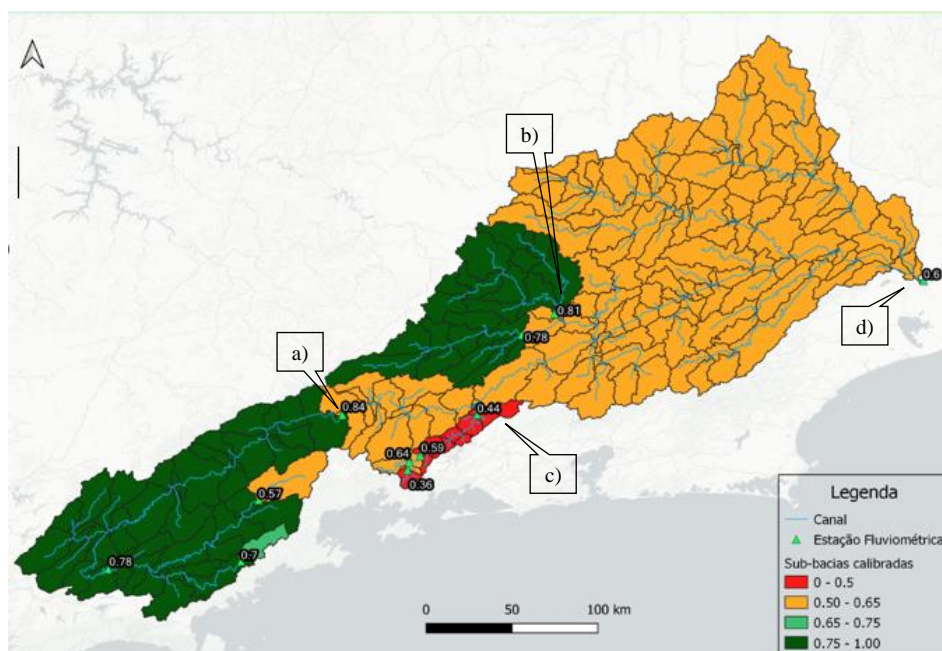 b)
0.6
0.81
d)
0.78
a)
0.84
0.44
0.59
0.64
c)
0.36
0.57
0.7
0.78
Legenda
Canal
Estação Fluviométrica
Sub-bacias calibradas
0 - 0.5
0.50 - 0.65
0.65 - 0.75
0.75 - 1.00
0 50 100 km